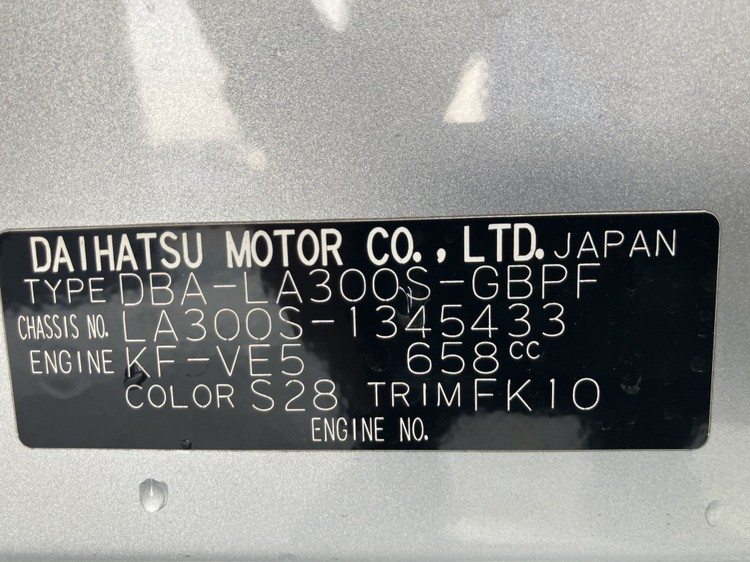 DAIHATSU MOTOR CO., LTD. JAPAN
TYPE DBA-LA300S-GBPF
CHASSIS NO. LA300S-1345433
ENGINE KF-VE5 658cc
COLOR S28 TRIM FK10
ENGINE NO.